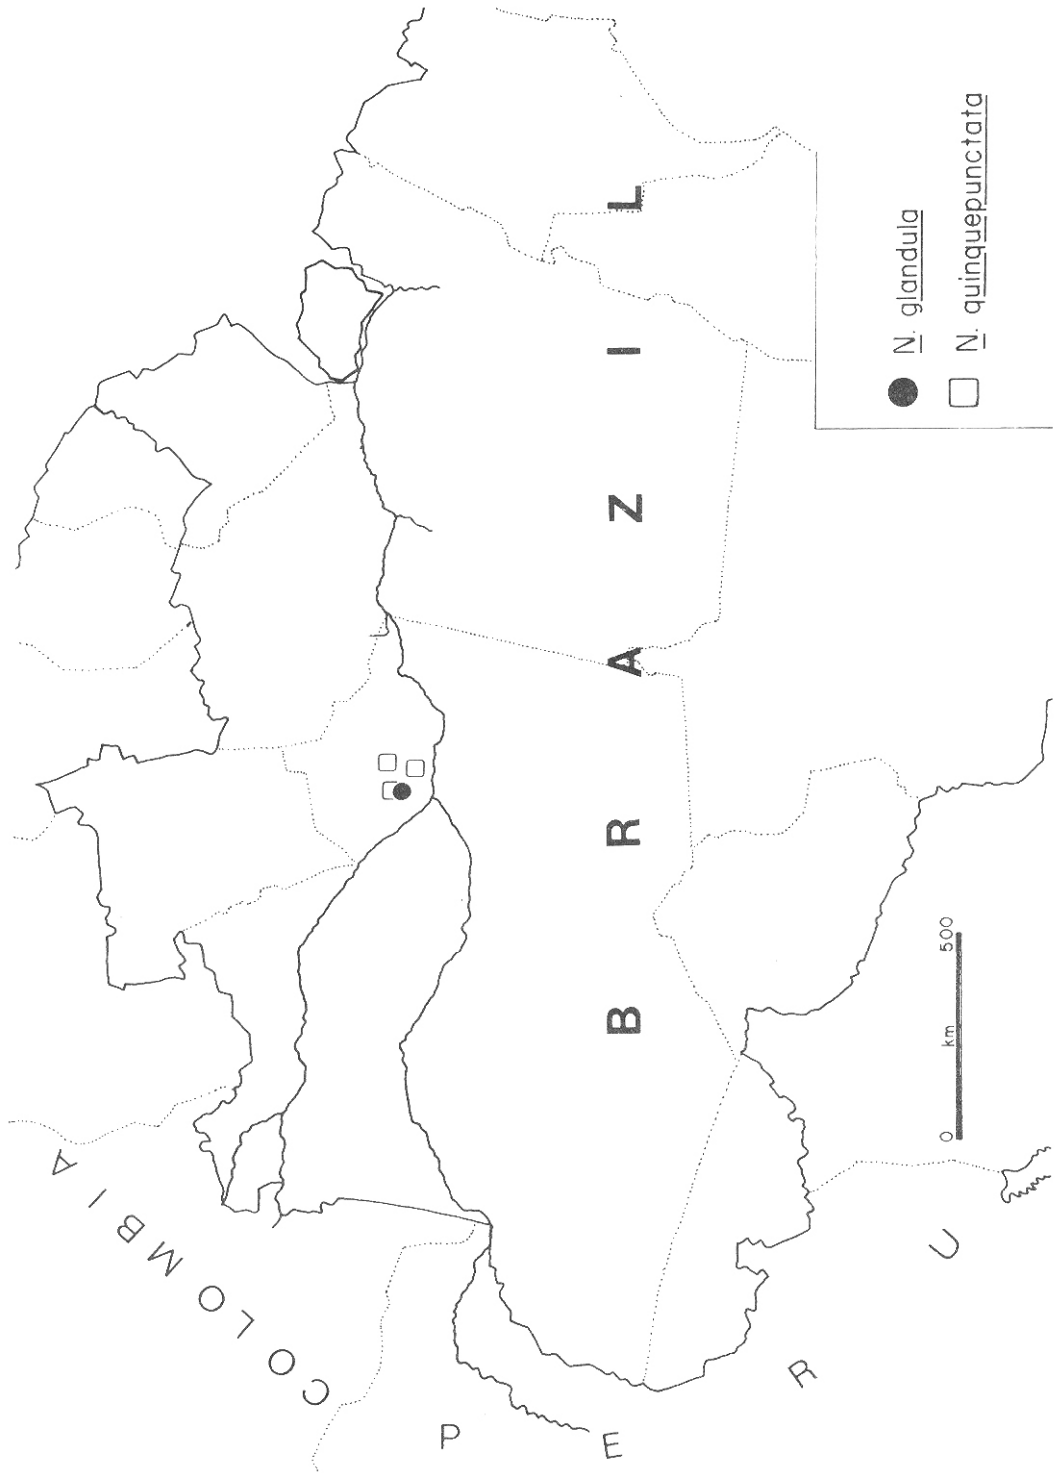 COLOMBIA
PERU
BRAZIL
0 km 500
N. glandula
N. quinquepunctata